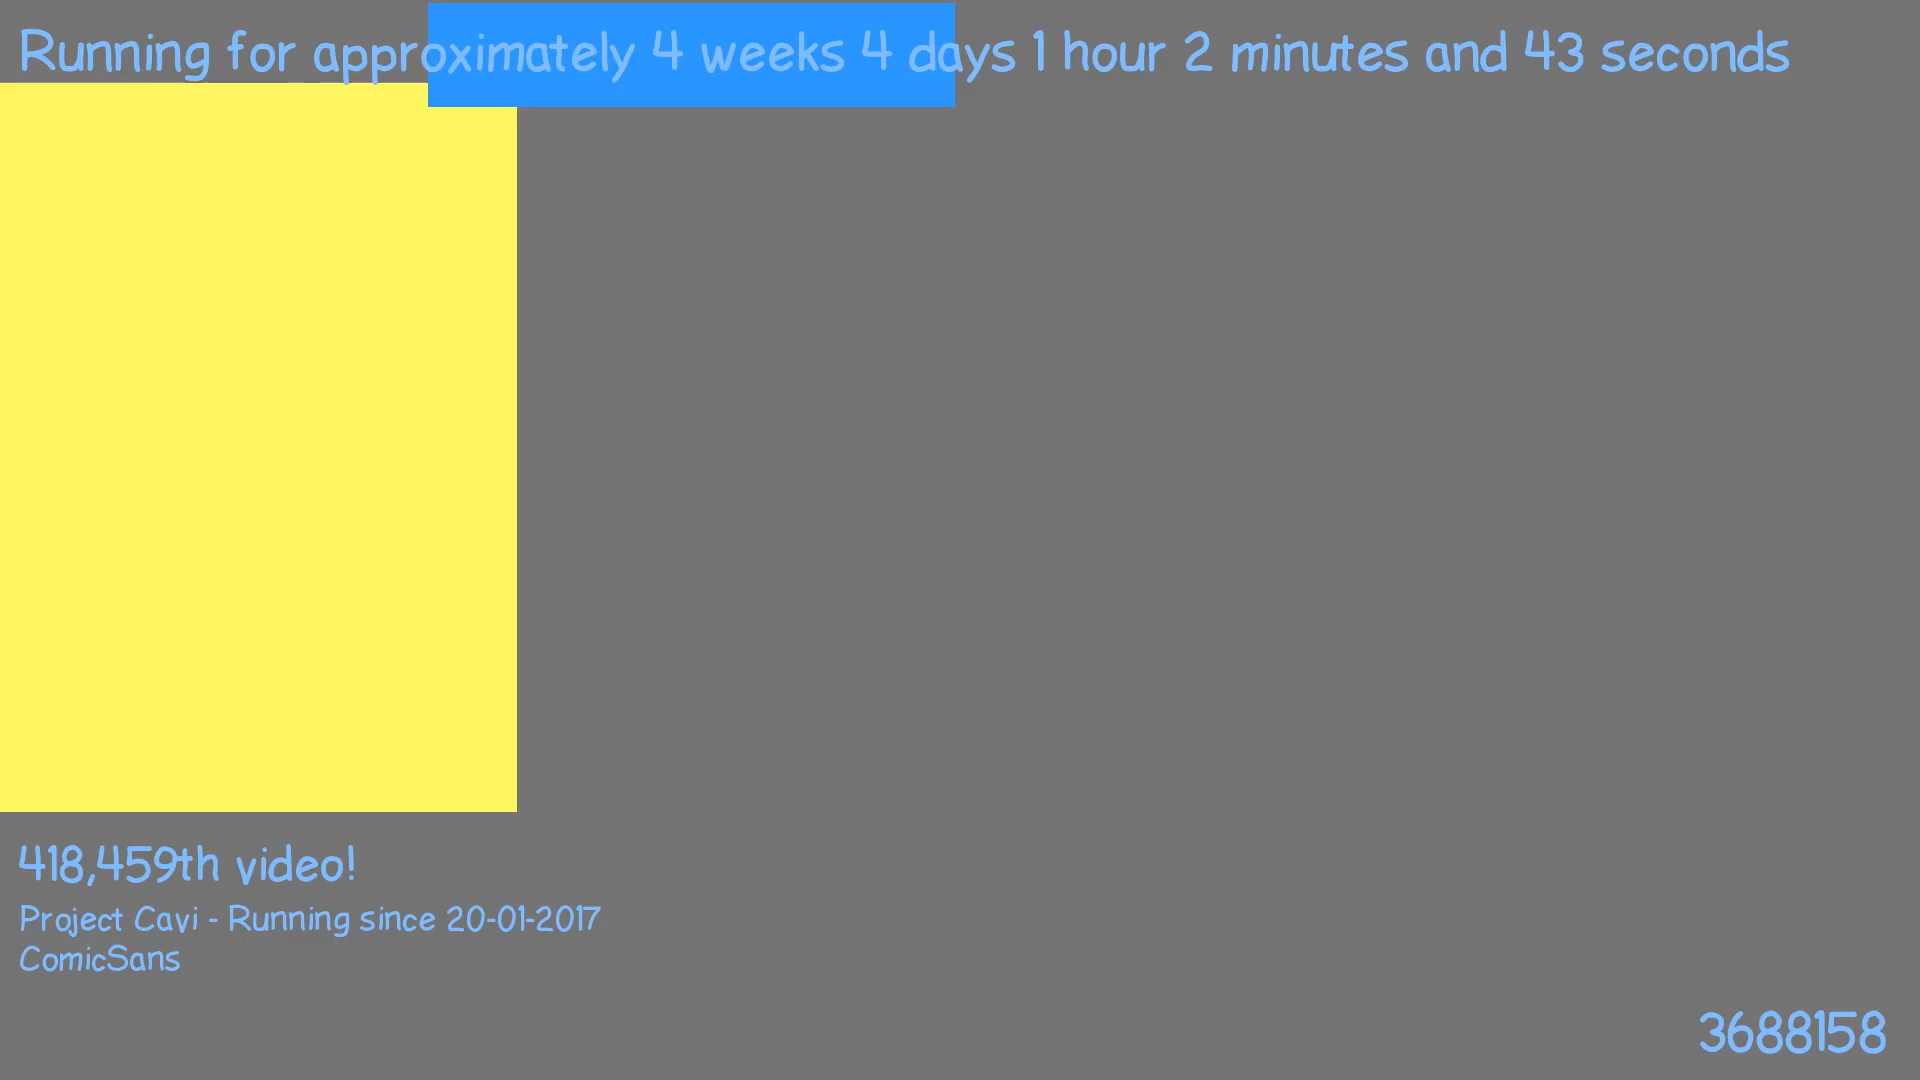 Running for approximately 4 weeks 4 days 1 hour 2 minutes and 43 seconds
418,459th video!
Project Cavi - Running since 20-01-2017
ComicSans
3688158